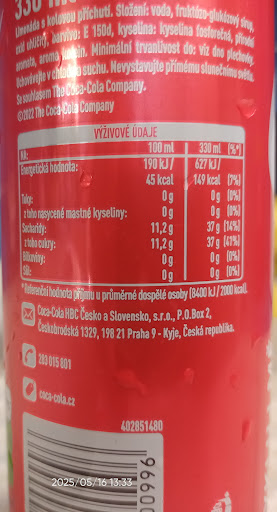 330 ml
Limonáda s kolovou příchutí. Složení: voda, fruktózo-glukózový sirup,
oxid uhličitý, barvivo: E 150d, kyselina: kyselina fosforečná, přírodní
aromata, aroma kofein. Minimální trvanlivost do: viz dno plechovky.
Uchovávejte v chladu a suchu. Nevystavujte přímému slunečnímu světlu.
Se souhlasem The Coca-Cola Company.
©2022 The Coca-Cola Company
VÝŽIVOVÉ ÚDAJE
NA: 100 ml 330 ml (%*)
Energetická hodnota: 190 kJ/ 627 kJ/
45 kcal 149 kcal (7%)
Tuky: 0 g 0 g (0%)
z toho nasycené mastné kyseliny: 0 g 0 g (0%)
Sacharidy: 11,2 g 37 g (14%)
z toho cukry: 11,2 g 37 g (41%)
Bílkoviny: 0 g 0 g (0%)
Sůl: 0 g 0 g (0%)
*Referenční hodnota příjmu u průměrné dospělé osoby (8400 kJ / 2000 kcal).
Coca-Cola HBC Česko a Slovensko, s.r.o., P.O.Box 2,
Českobrodská 1329, 198 21 Praha 9 - Kyje, Česká republika.
283 015 801
coca-cola.cz
402851480
2025/05/16 13:33